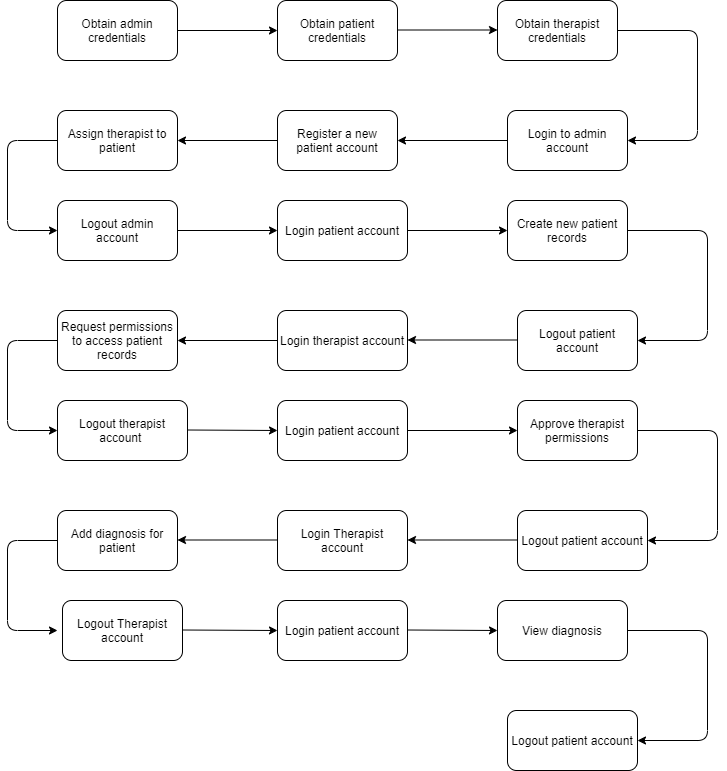 Obtain admin
credentials
Obtain patient
credentials
Obtain therapist
credentials
Login to admin
account
Register a new
patient account
Assign therapist to
patient
Logout admin
account
Login patient account
Create new patient
records
Logout patient
account
Login therapist account
Request permissions
to access patient
records
Logout therapist
account
Login patient account
Approve therapist
permissions
Logout patient account
Login Therapist
account
Add diagnosis for
patient
Logout Therapist
account
Login patient account
View diagnosis
Logout patient account